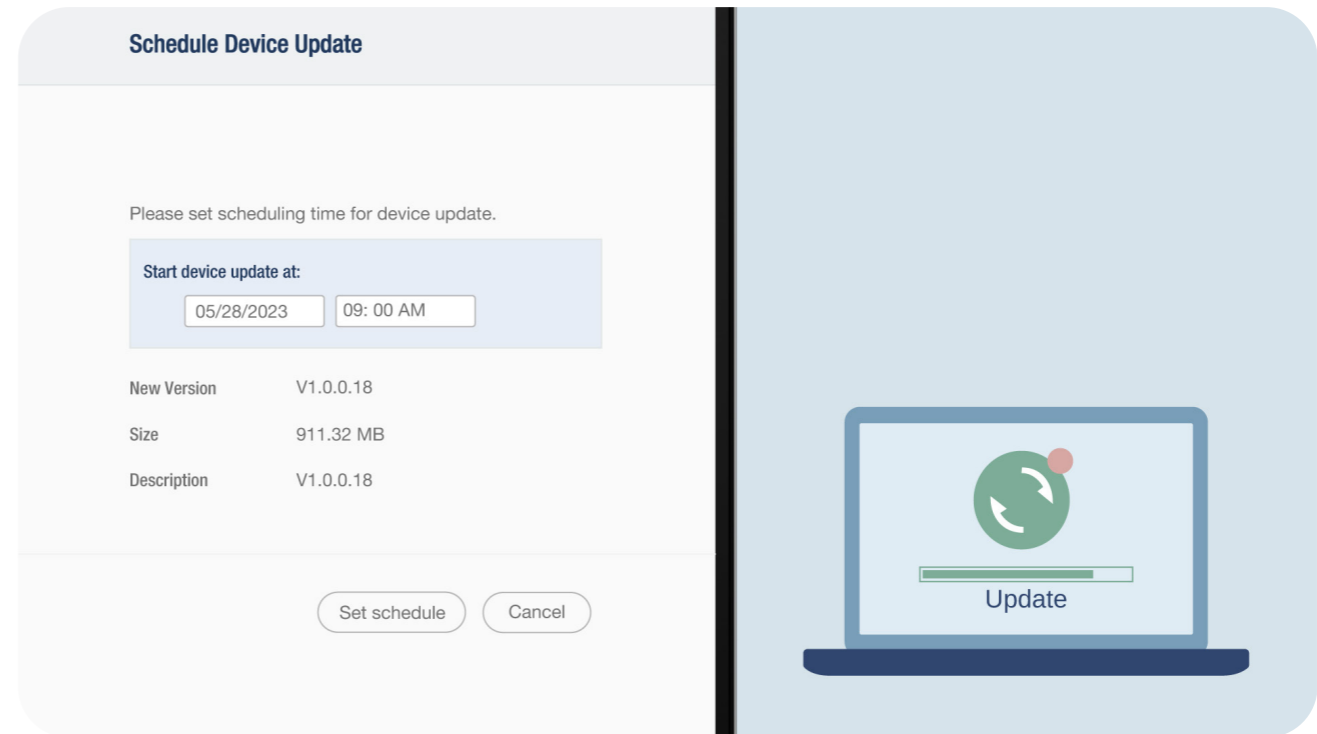 Schedule Device Update
Please set scheduling time for device update.
Start device update at:
05/28/2023 09: 00 AM
New Version V1.0.0.18
Size 911.32 MB
Description V1.0.0.18
Set schedule Cancel
Update